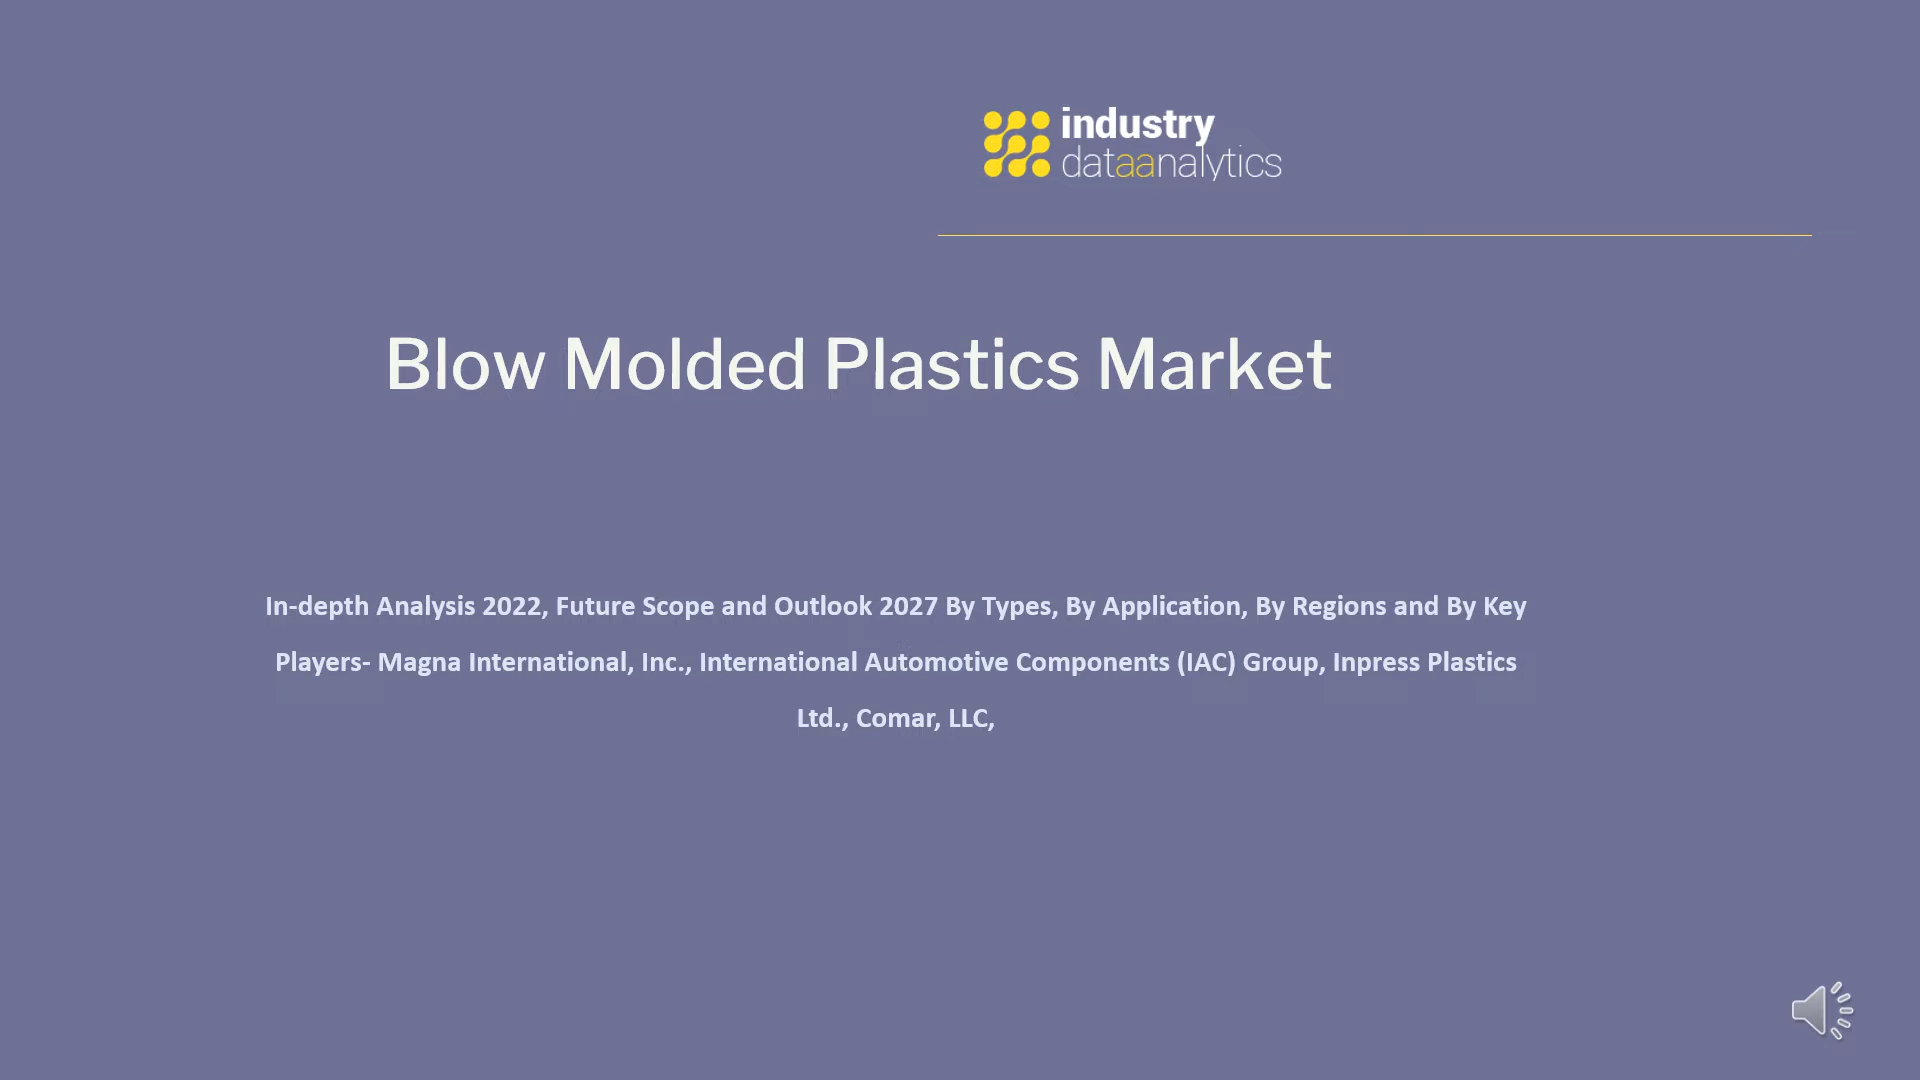 industry
dataanalytics
Blow Molded Plastics Market
In-depth Analysis 2022, Future Scope and Outlook 2027 By Types, By Application, By Regions and By Key
Players- Magna International, Inc., International Automotive Components (IAC) Group, Inpress Plastics
Ltd., Comar, LLC,